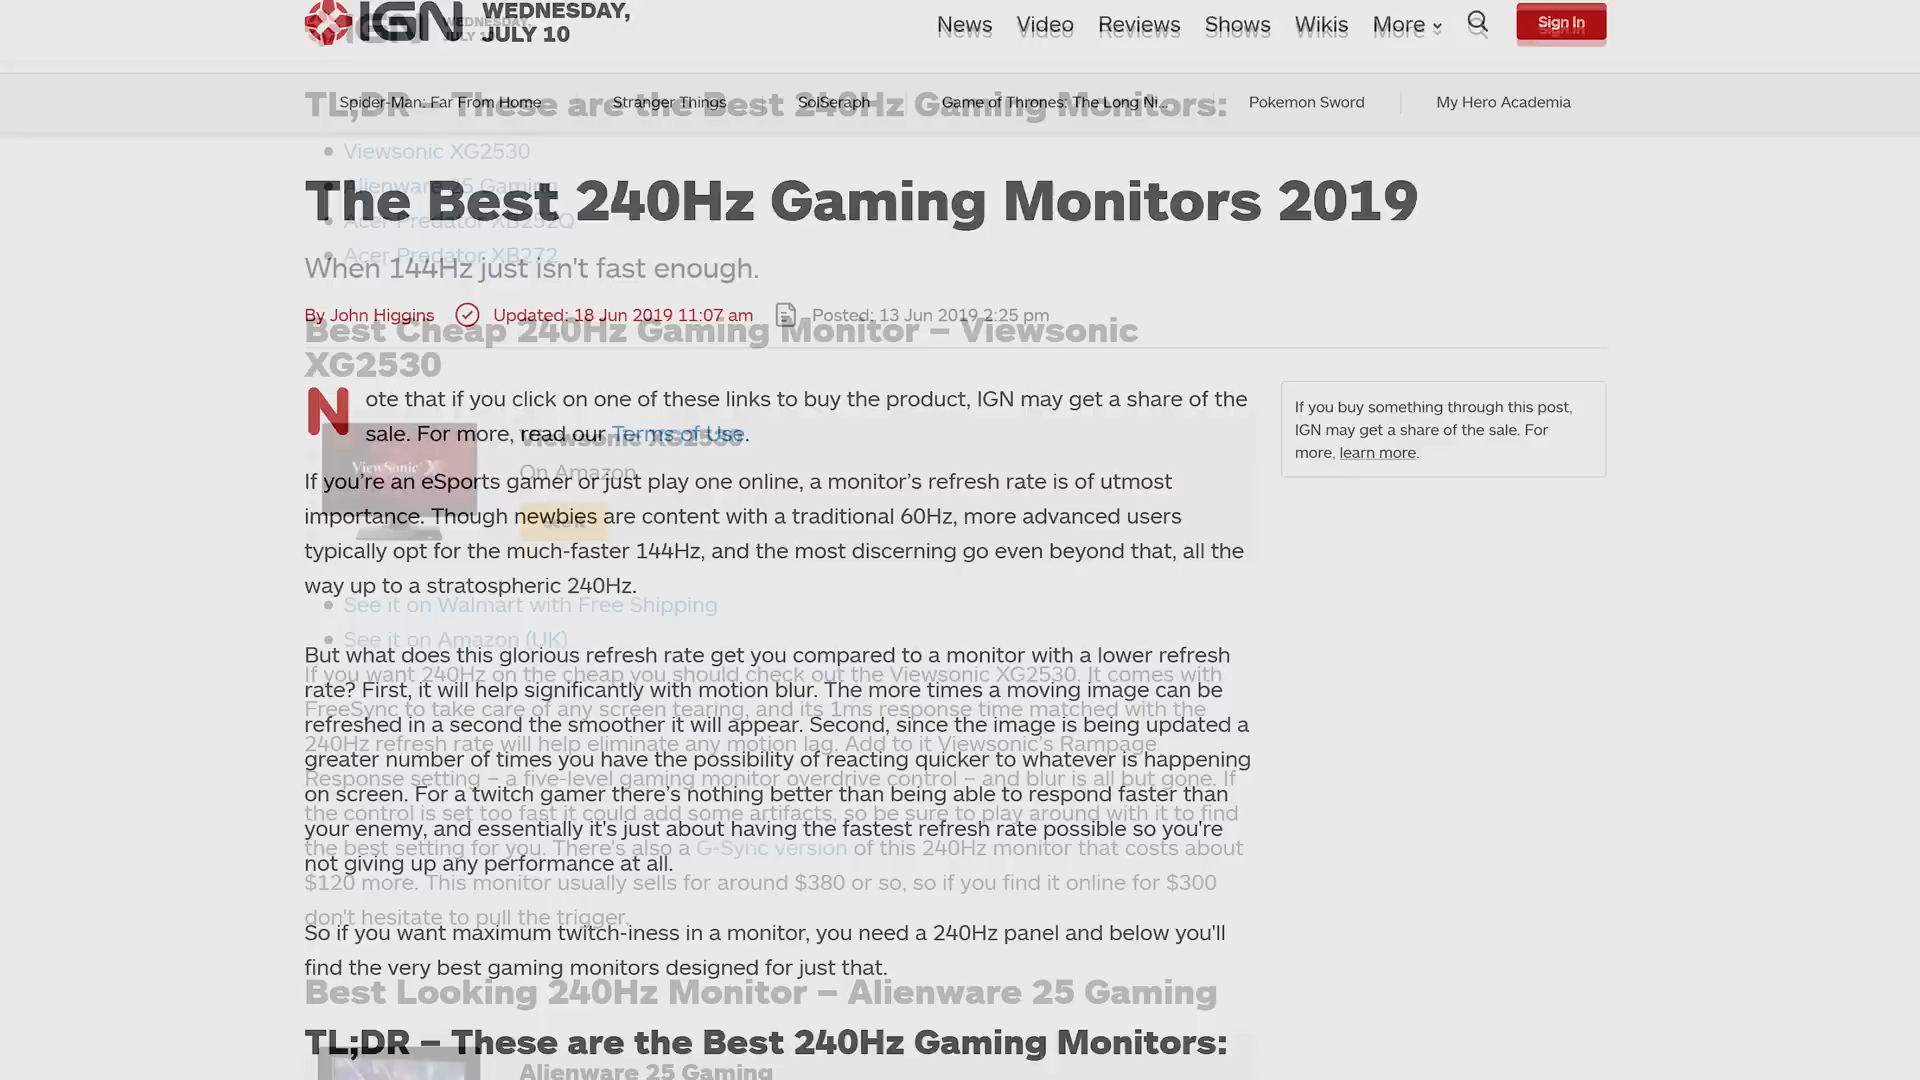 IGN
WEDNESDAY,
JULY 10
News Video Reviews Shows Wikis More
Sign In
Spider-Man: Far From Home Stranger Things SolSeraph Game of Thrones: The Long Ni... Pokemon Sword My Hero Academia
TL;DR – These are the Best 240Hz Gaming Monitors:
Viewsonic XG2530
Alienware 25 Gaming
Acer Predator XB252Q
Acer Predator XB272
The Best 240Hz Gaming Monitors 2019
When 144Hz just isn't fast enough.
By John Higgins Updated: 18 Jun 2019 11:07 am Posted: 13 Jun 2019 2:25 pm
Best Cheap 240Hz Gaming Monitor – Viewsonic
XG2530
Note that if you click on one of these links to buy the product, IGN may get a share of the
sale. For more, read our Terms of Use.
If you buy something through this post,
IGN may get a share of the sale. For
more, learn more.
Viewsonic XG2530
On Amazon
ViewSonic X
If you’re an eSports gamer or just play one online, a monitor’s refresh rate is of utmost
importance. Though newbies are content with a traditional 60Hz, more advanced users
typically opt for the much-faster 144Hz, and the most discerning go even beyond that, all the
way up to a stratospheric 240Hz.
See it on Walmart with Free Shipping
See it on Amazon (UK)
But what does this glorious refresh rate get you compared to a monitor with a lower refresh
rate? First, it will help significantly with motion blur. The more times a moving image can be
refreshed in a second the smoother it will appear. Second, since the image is being updated a
greater number of times you have the possibility of reacting quicker to whatever is happening
on screen. For a twitch gamer there’s nothing better than being able to respond faster than
your enemy, and essentially it's just about having the fastest refresh rate possible so you're
not giving up any performance at all.
If you want 240Hz on the cheap you should check out the Viewsonic XG2530. It comes with
FreeSync to take care of any screen tearing, and its 1ms response time matched with the
240Hz refresh rate will help eliminate any motion lag. Add to it Viewsonic's Rampage
Response setting – a five-level gaming monitor overdrive control – and blur is all but gone. If
the control is set too fast it could add some artifacts, so be sure to play around with it to find
the best setting for you. There's also a G-Sync version of this 240Hz monitor that costs about
$120 more. This monitor usually sells for around $380 or so, so if you find it online for $300
don't hesitate to pull the trigger.
So if you want maximum twitch-iness in a monitor, you need a 240Hz panel and below you'll
find the very best gaming monitors designed for just that.
Best Looking 240Hz Monitor – Alienware 25 Gaming
TL;DR – These are the Best 240Hz Gaming Monitors:
Alienware 25 Gaming